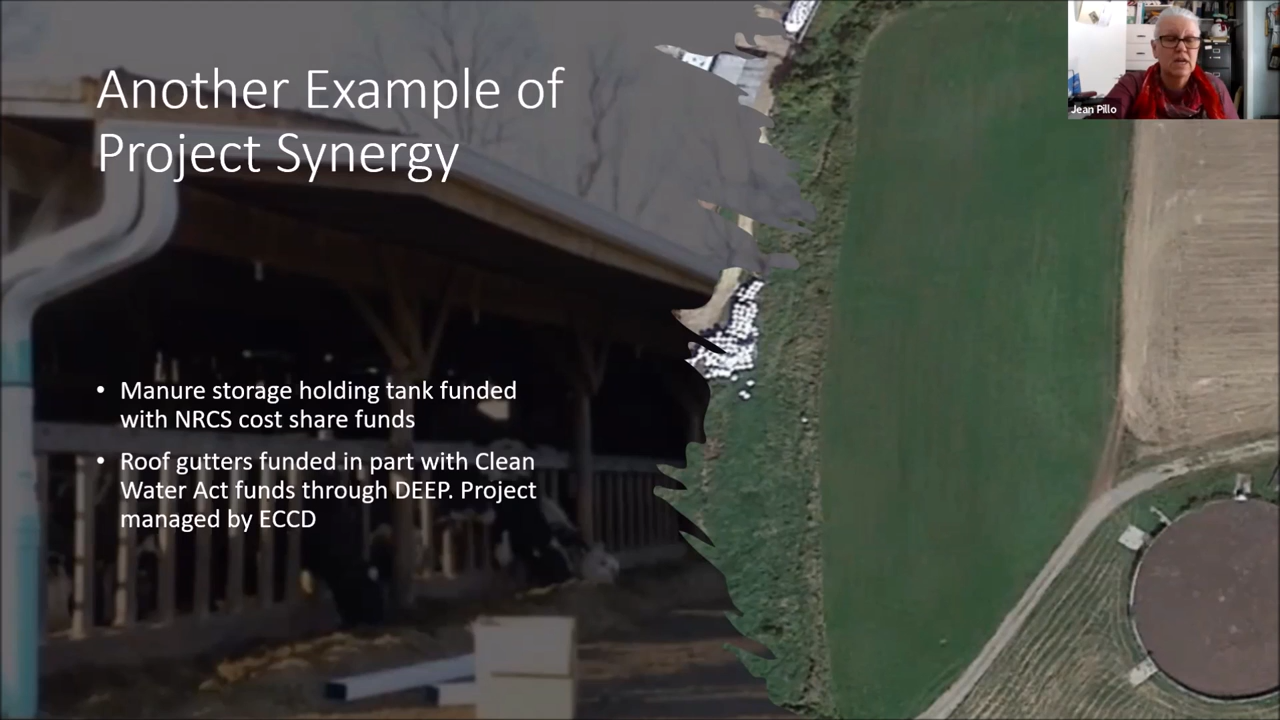 Another Example of
Project Synergy
• Manure storage holding tank funded
with NRCS cost share funds
• Roof gutters funded in part with Clean
Water Act funds through DEEP. Project
managed by ECCD
Jean Pillo